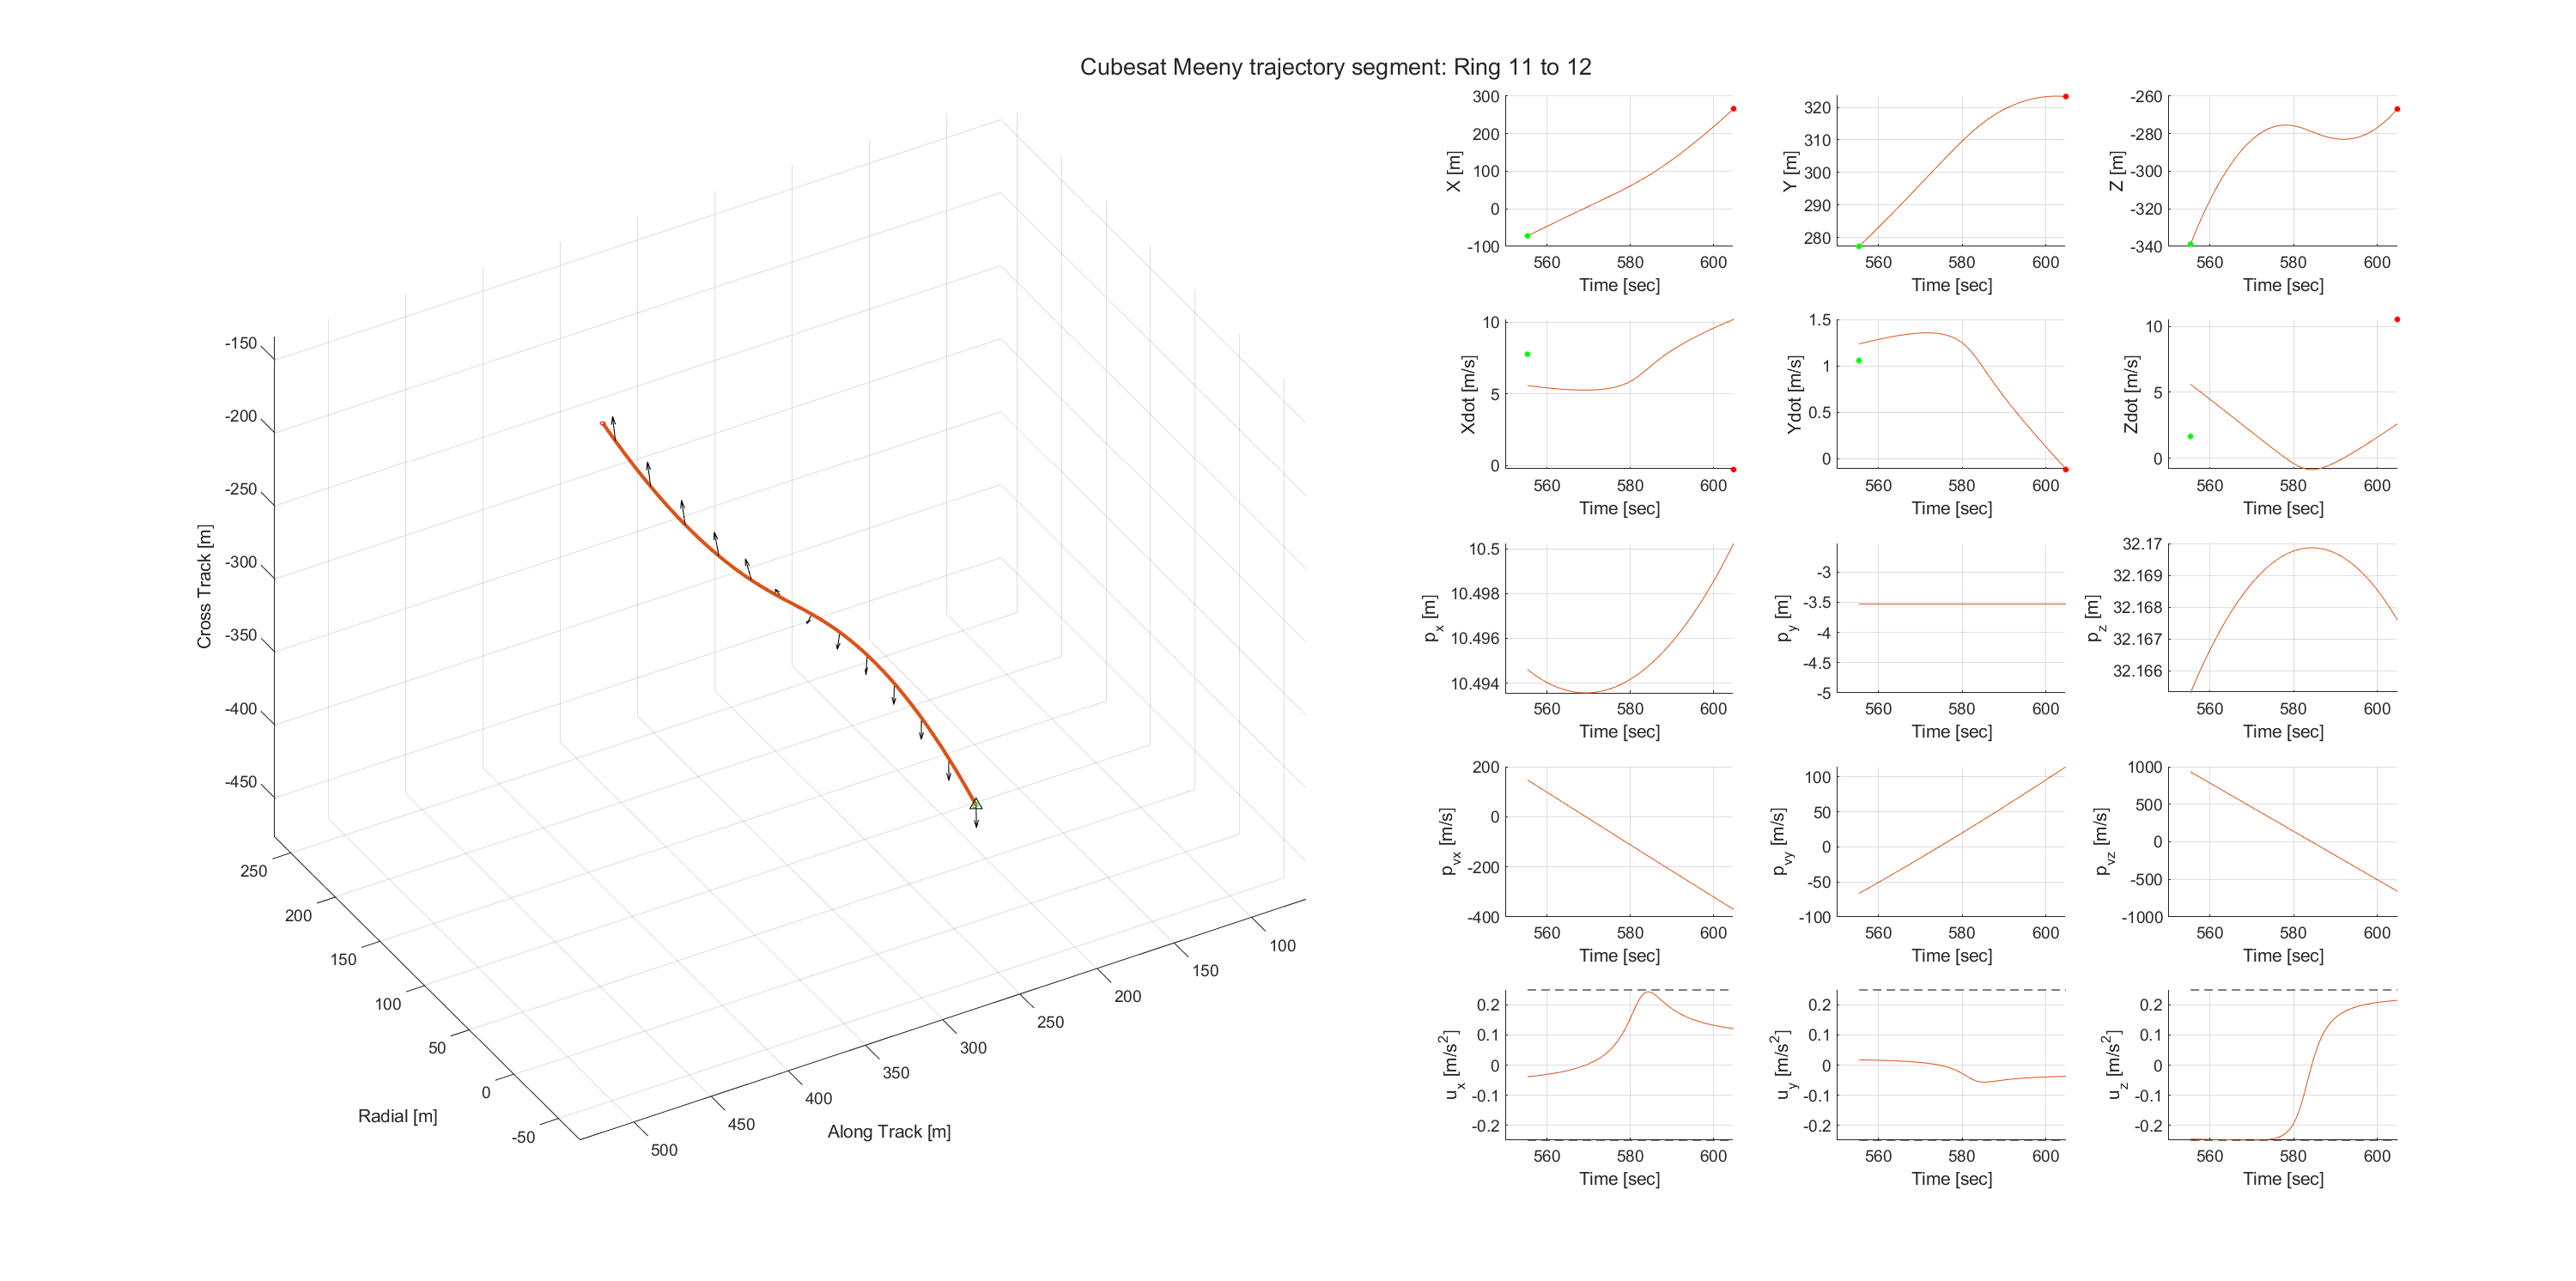 Cubesat Meeny trajectory segment: Ring 11 to 12
-150
-200
-250
-300
-350
-400
-450
Cross Track [m]
250
200
150
100
50
0
-50
Radial [m]
500
450
400
350
300
250
200
150
100
Along Track [m]
300
200
100
0
-100
X [m]
560 580 600
Time [sec]
320
310
300
290
280
Y [m]
560 580 600
Time [sec]
-260
-280
-300
-320
-340
Z [m]
560 580 600
Time [sec]
10
5
0
Xdot [m/s]
560 580 600
Time [sec]
1.5
1
0.5
0
Ydot [m/s]
560 580 600
Time [sec]
10
5
0
Zdot [m/s]
560 580 600
Time [sec]
10.5
10.498
10.496
10.494
p_x [m]
560 580 600
Time [sec]
-3
-3.5
-4
-4.5
-5
p_y [m]
560 580 600
Time [sec]
32.17
32.169
32.168
32.167
32.166
p_z [m]
560 580 600
Time [sec]
200
0
-200
-400
p_vx [m/s]
560 580 600
Time [sec]
100
50
0
-50
-100
p_vy [m/s]
560 580 600
Time [sec]
1000
500
0
-500
-1000
p_vz [m/s]
560 580 600
Time [sec]
0.2
0.1
0
-0.1
-0.2
u_x [m/s²]
560 580 600
Time [sec]
0.2
0.1
0
-0.1
-0.2
u_y [m/s²]
560 580 600
Time [sec]
0.2
0.1
0
-0.1
-0.2
u_z [m/s²]
560 580 600
Time [sec]